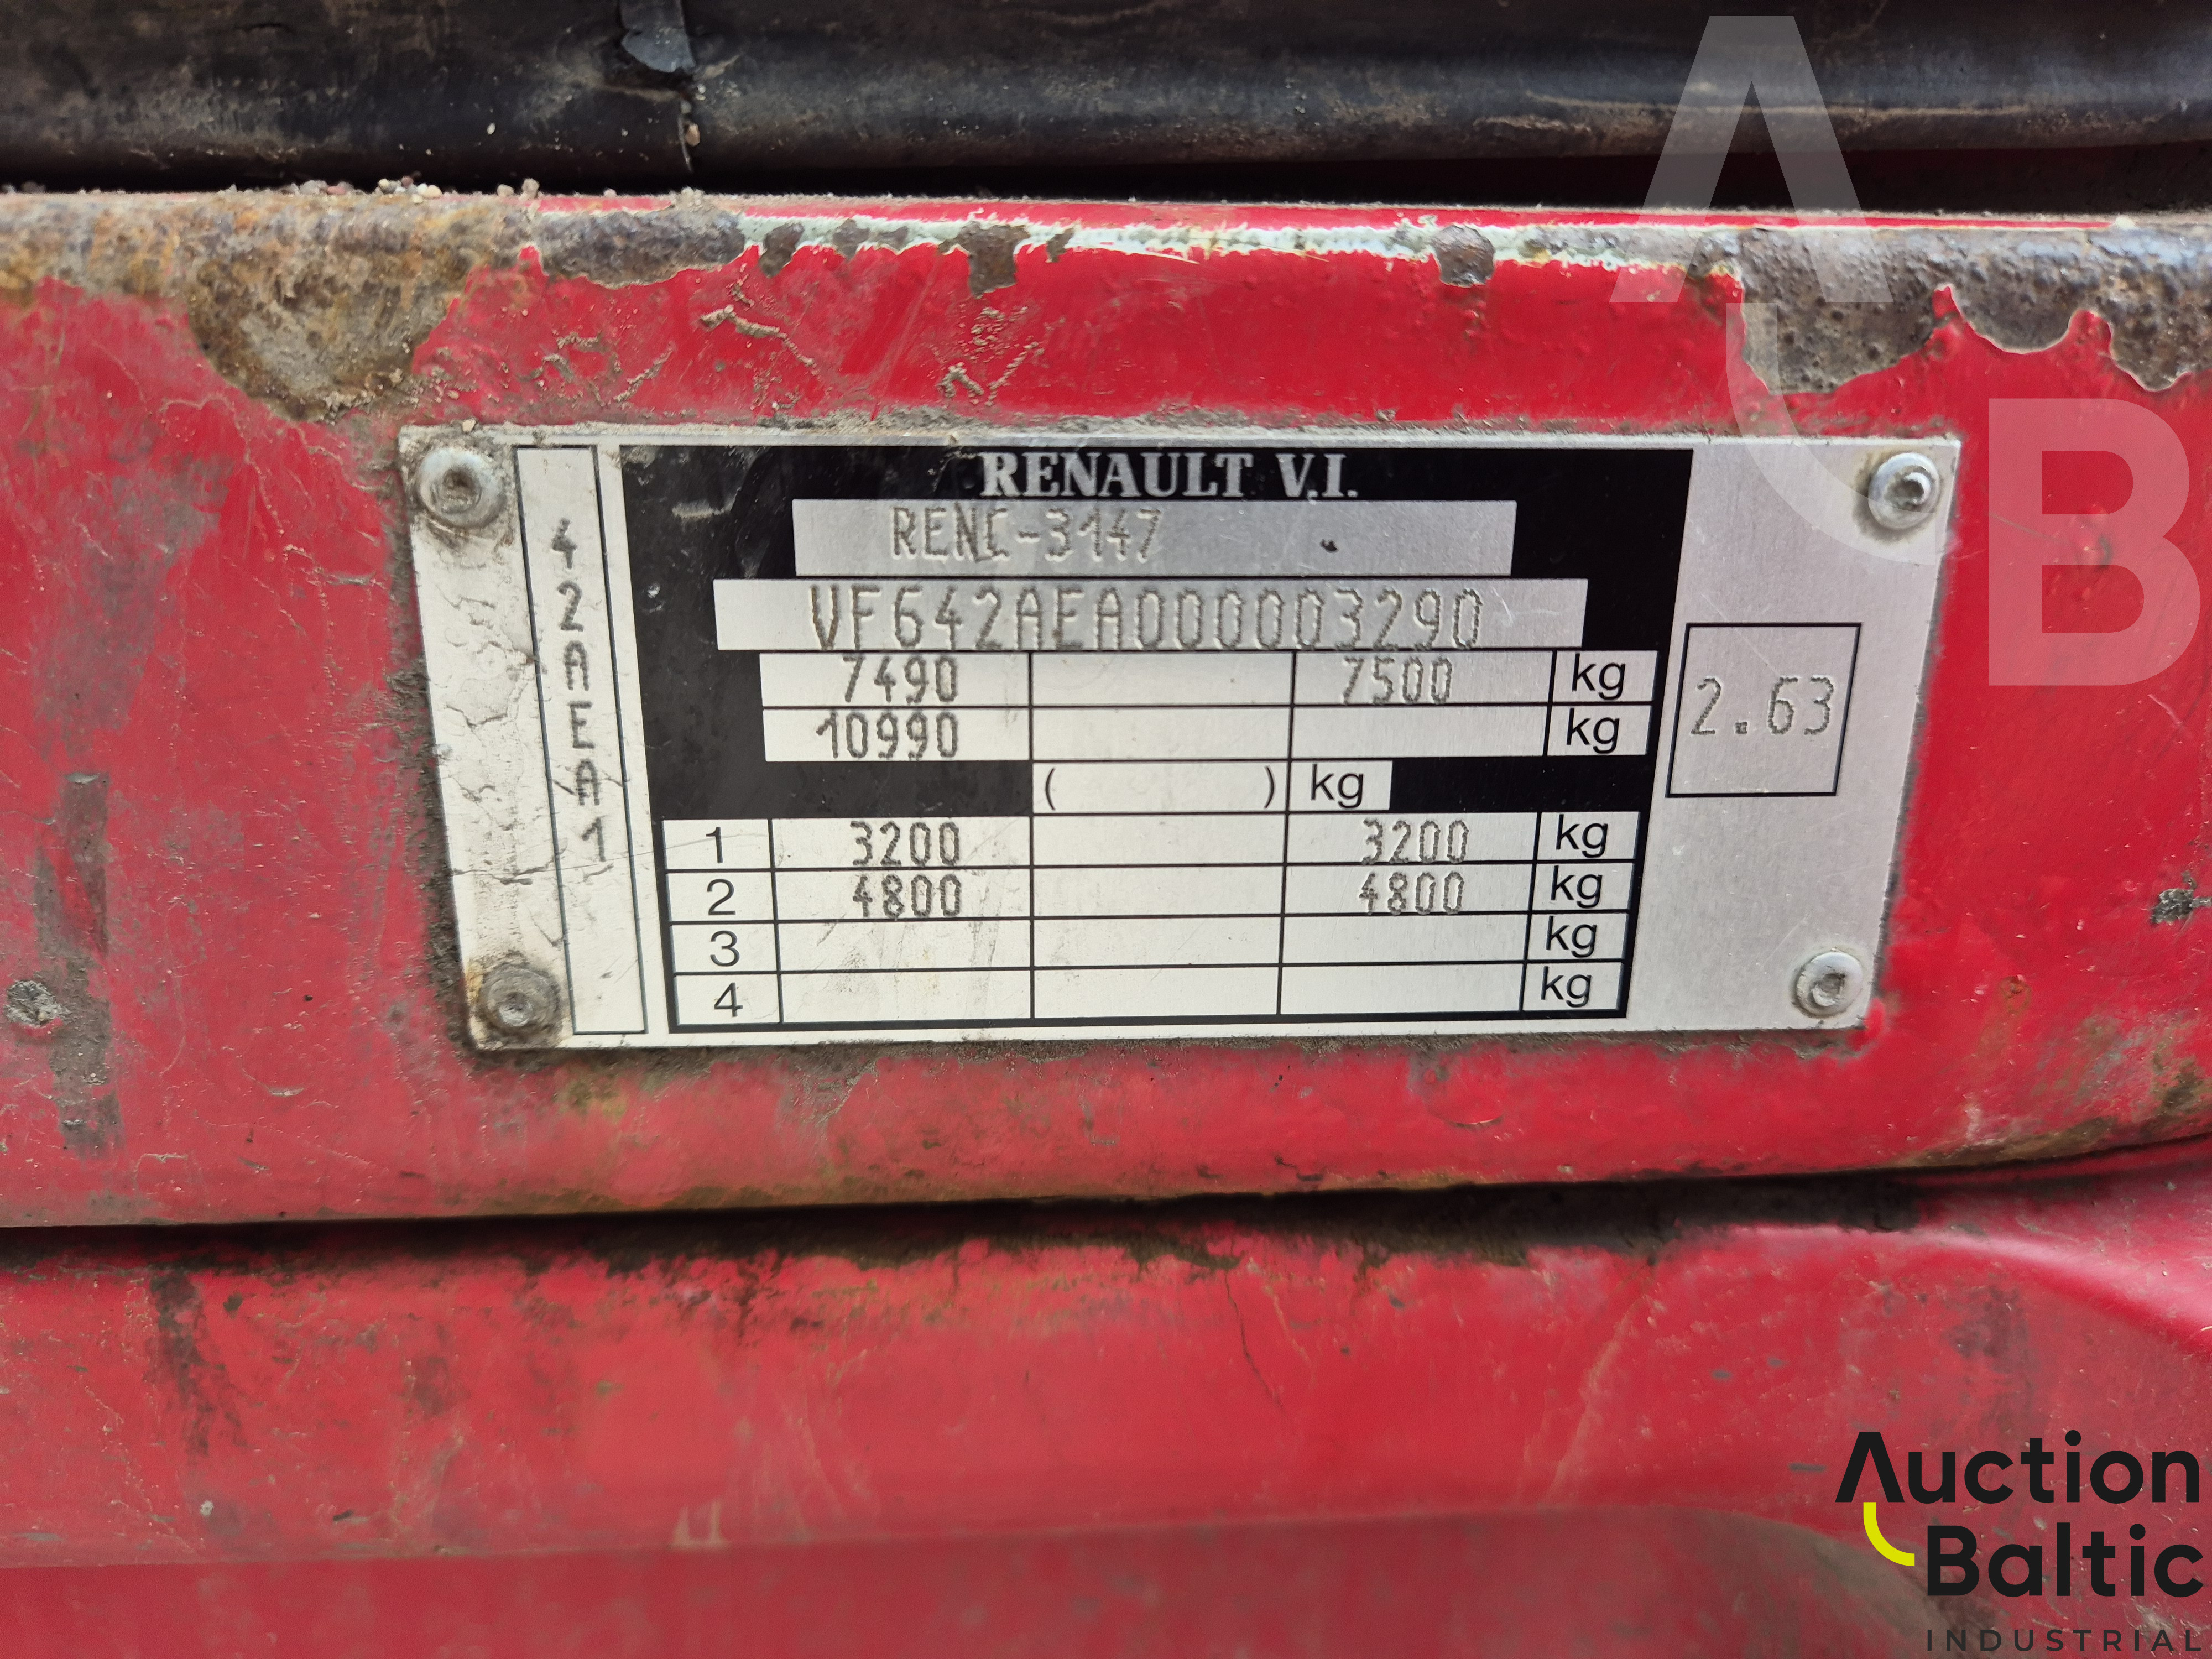 RENAULT V.I.
RENC-3147
VF642AEA000003290
7490 7500 kg
10990 kg
( ) kg
1 3200 3200 kg
2 4800 4800 kg
3 kg
4 kg
42AEA1
2.63
AB
Auction
Baltic
INDUSTRIAL